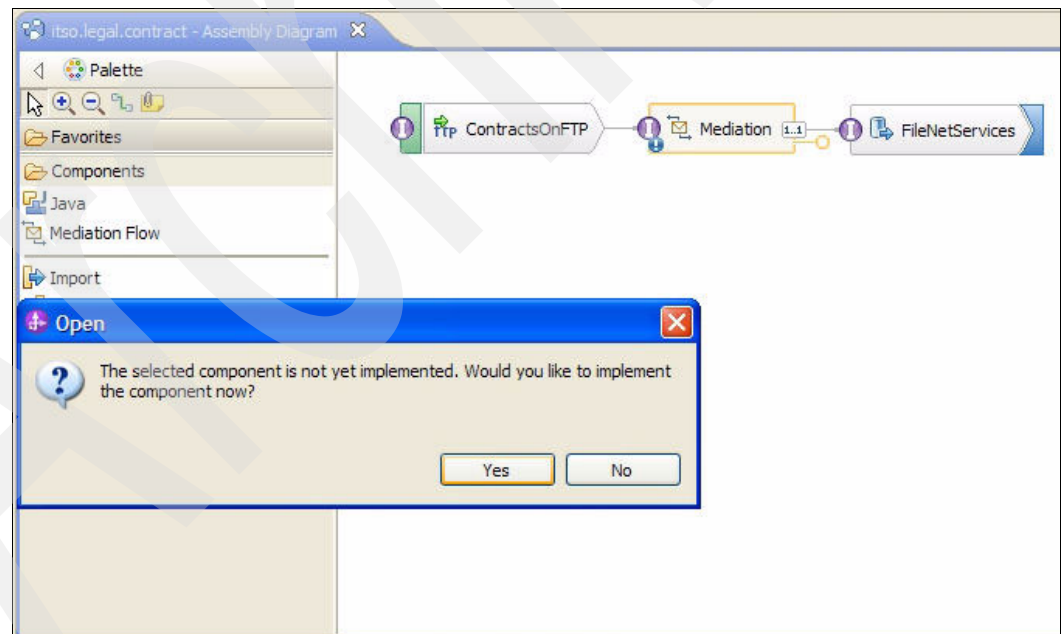 itso.legal.contract - Assembly Diagram
Palette
Favorites
Components
Java
Mediation Flow
Import
FTP ContractsOnFTP
Mediation 1..1
FileNetServices
Open
The selected component is not yet implemented. Would you like to implement
the component now?
Yes No